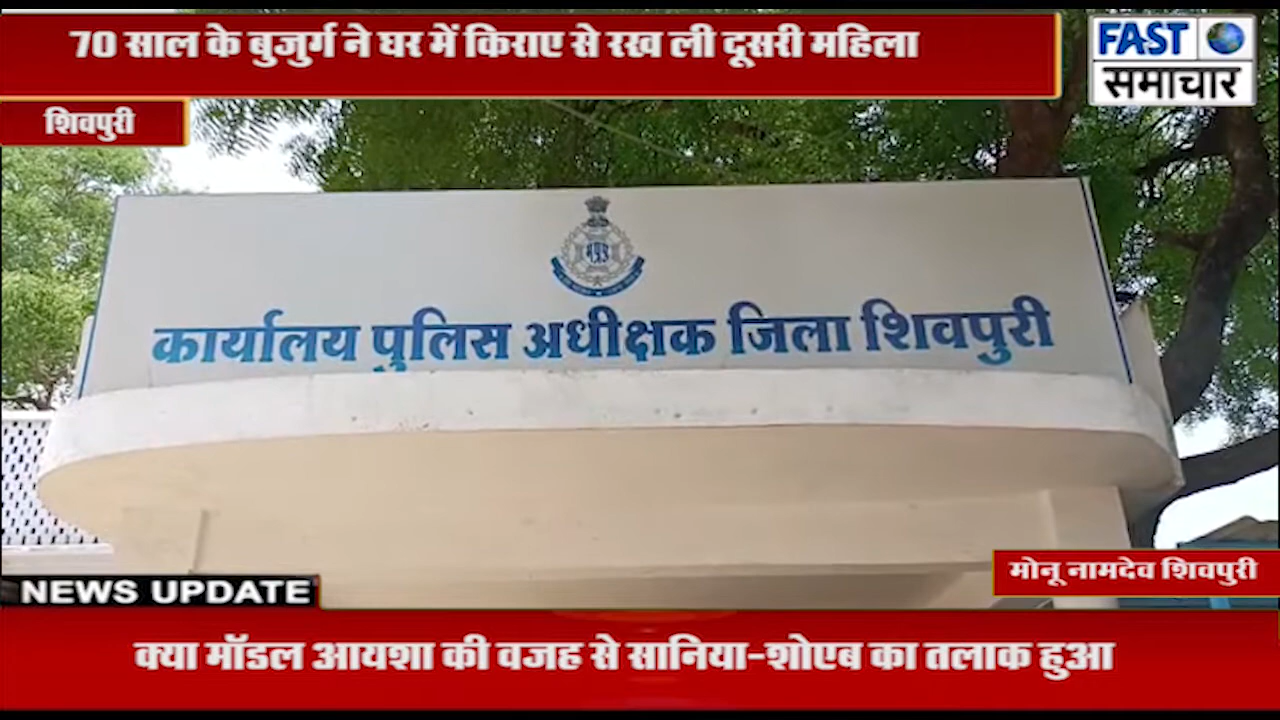 70 साल के बुजुर्ग ने घर में किराए से रख ली दूसरी महिला
FAST
समाचार
शिवपुरी
म.प्र.पु.
कार्यालय पुलिस अधीक्षक जिला शिवपुरी
मोनू नामदेव शिवपुरी
NEWS UPDATE
क्या मॉडल आयशा की वजह से सानिया-शोएब का तलाक हुआ